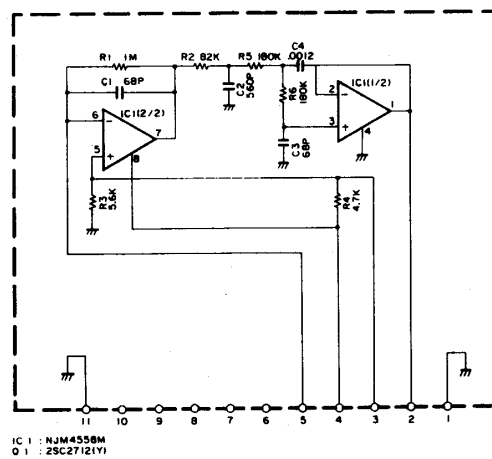 R1 1M R2 82K R5 180K C4 .0012
C1 68P
C2 560P
R6 180K
IC1(1/2)
IC1(2/2)
6 7 2 1
5 8 3 4
C3 68P
R3 5.6K
R4 4.7K
11 10 9 8 7 6 5 4 3 2 1
IC 1 : NJM4558M
Q 1 : 2SC2712(Y)